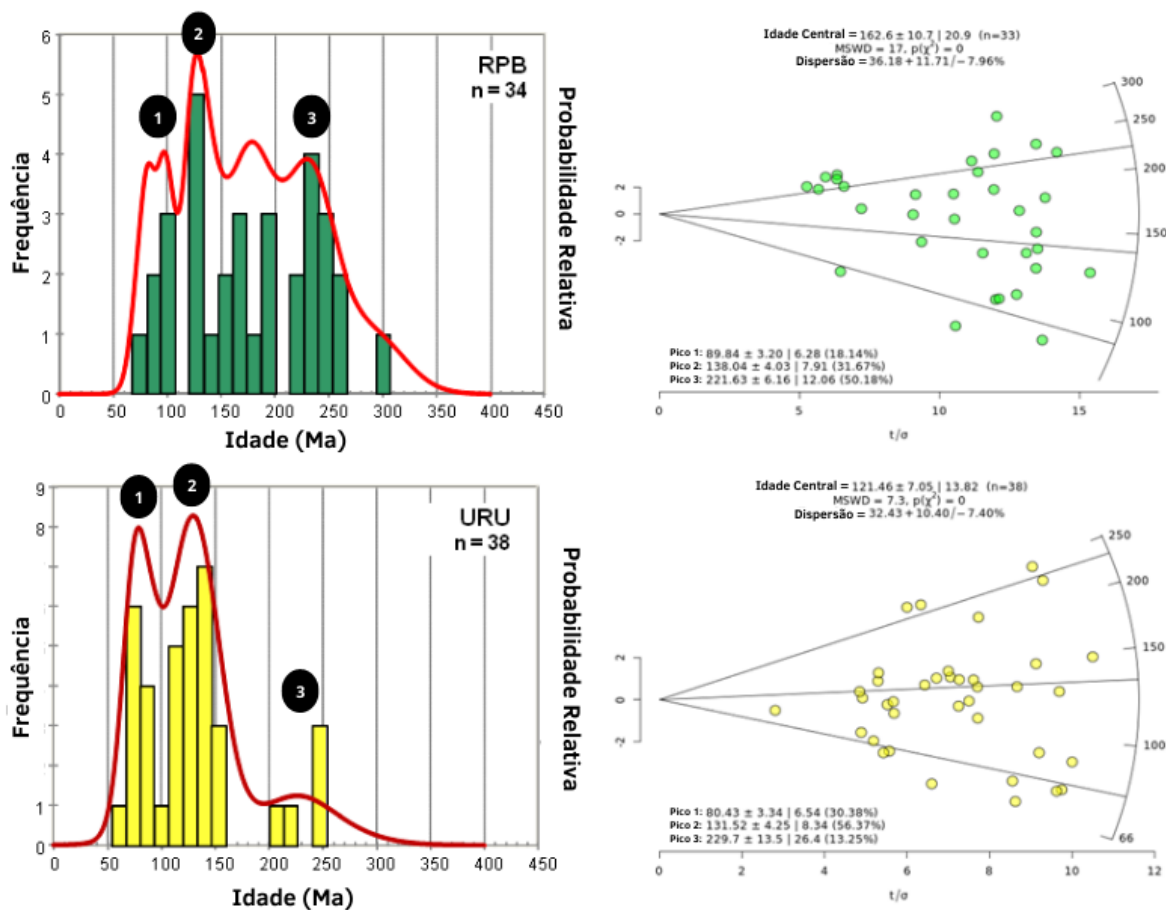 2
1
3
RPB
n = 34
6
5
4
3
2
1
0
Frequência
Probabilidade Relativa
0 50 100 150 200 250 300 350 400 450
Idade (Ma)
Idade Central = 162.6 ± 10.7 | 20.9 (n=33)
MSWD = 17, p(χ²) = 0
Dispersão = 36.18 + 11.71/ − 7.96%
300
250
200
150
100
2
0
-2
Pico 1: 89.84 ± 3.20 | 6.28 (18.14%)
Pico 2: 138.04 ± 4.03 | 7.91 (31.67%)
Pico 3: 221.63 ± 6.16 | 12.06 (50.18%)
0 5 10 15
t/σ
1
2
3
URU
n = 38
9
8
1
0
Frequência
Probabilidade Relativa
0 50 100 150 200 250 300 350 400 450
Idade (Ma)
Idade Central = 121.46 ± 7.05 | 13.82 (n=38)
MSWD = 7.3, p(χ²) = 0
Dispersão = 32.43 + 10.40/ − 7.40%
250
200
150
100
66
2
0
-2
Pico 1: 80.43 ± 3.34 | 6.54 (30.38%)
Pico 2: 131.52 ± 4.25 | 8.34 (56.37%)
Pico 3: 229.7 ± 13.5 | 26.4 (13.25%)
0 2 4 6 8 10 12
t/σ